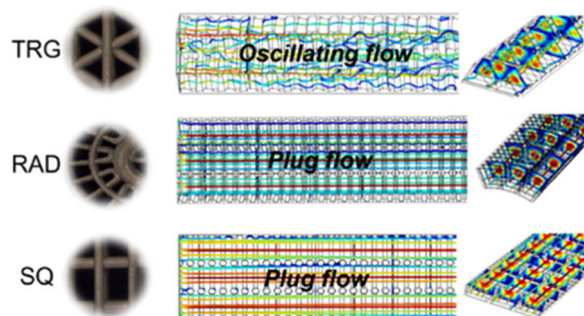 TRG
Oscillating flow
RAD
Plug flow
SQ
Plug flow